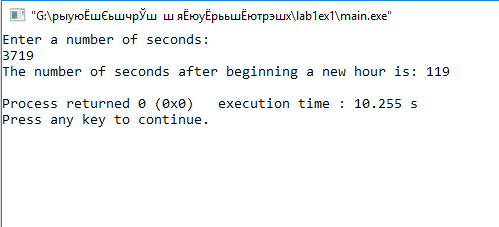 "G:\рыуюЁшЄьшчрЎш ш яЁюуЁрььшЁютрэшх\lab1ex1\main.exe"
Enter a number of seconds:
3719
The number of seconds after beginning a new hour is: 119
Process returned 0 (0x0)   execution time : 10.255 s
Press any key to continue.